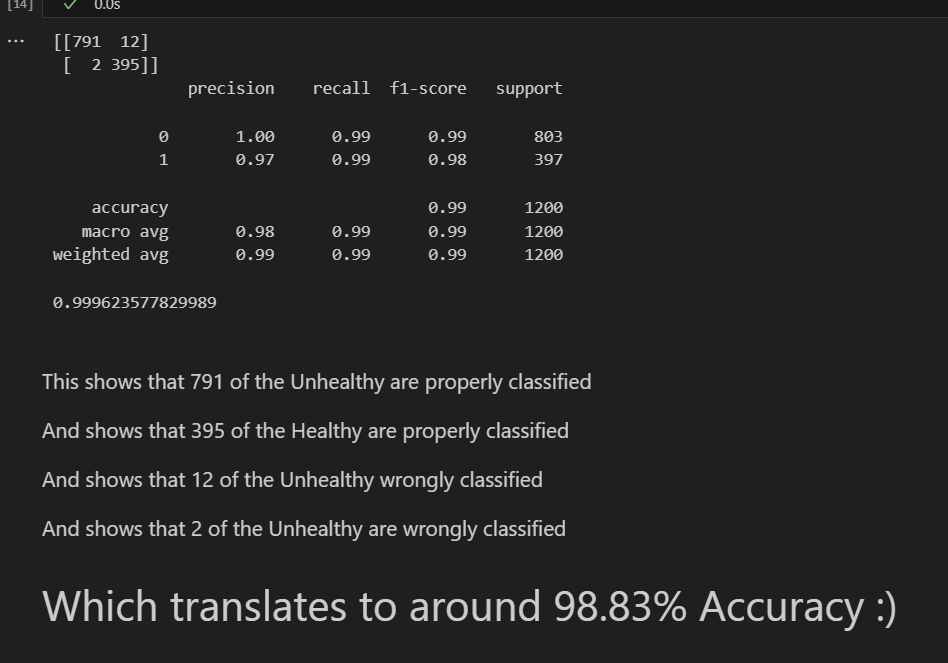 [14] ✓ 0.0s
...
[[791 12]
[ 2 395]]
precision recall f1-score support
0 1.00 0.99 0.99 803
1 0.97 0.99 0.98 397
accuracy 0.99 1200
macro avg 0.98 0.99 0.99 1200
weighted avg 0.99 0.99 0.99 1200
0.999623577829989
This shows that 791 of the Unhealthy are properly classified
And shows that 395 of the Healthy are properly classified
And shows that 12 of the Unhealthy wrongly classified
And shows that 2 of the Unhealthy are wrongly classified
Which translates to around 98.83% Accuracy :)